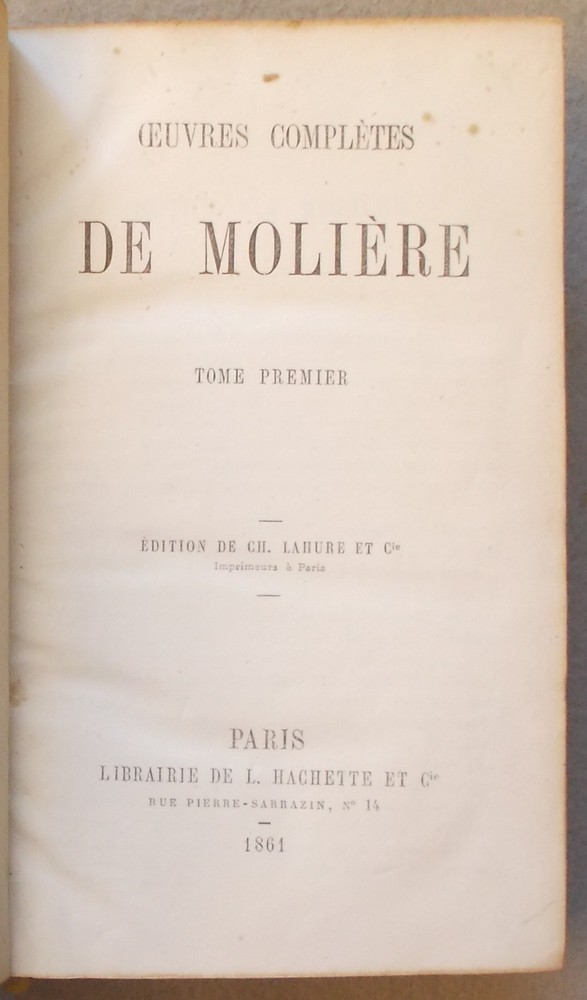 ŒUVRES COMPLÈTES
DE MOLIÈRE
TOME PREMIER
ÉDITION DE CH. LAHURE ET Cie
Imprimeurs à Paris
PARIS
LIBRAIRIE DE L. HACHETTE ET Cie
RUE PIERRE-SARRAZIN, No 14
1861